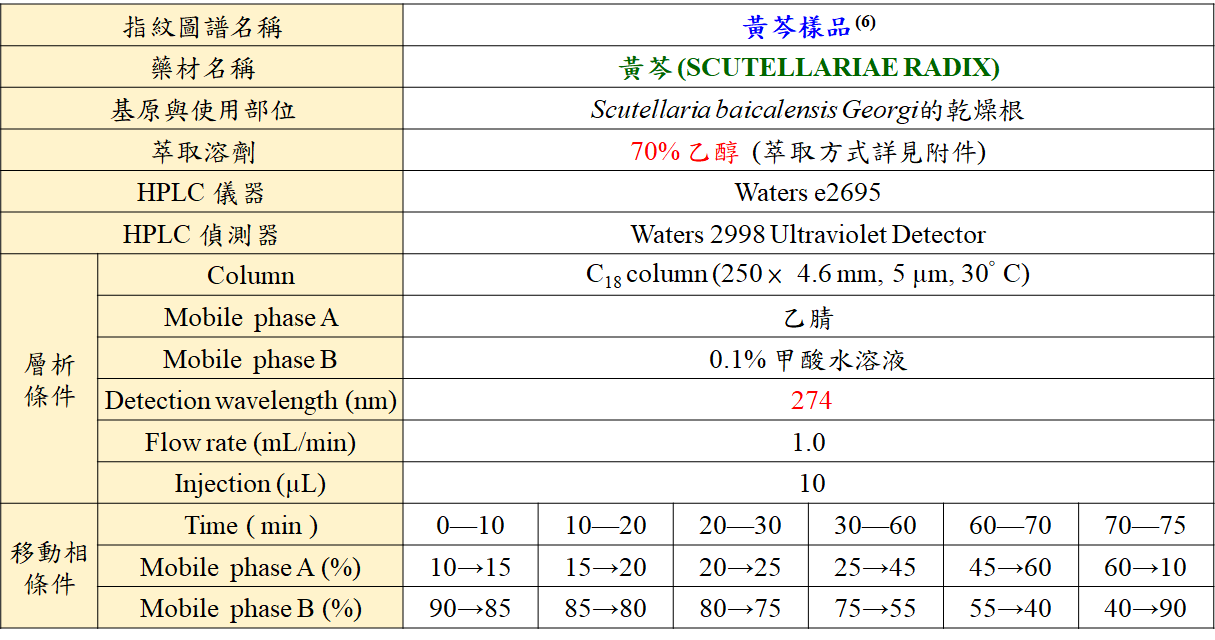 指紋圖譜名稱 黃芩樣品(6)
藥材名稱 黃芩(SCUTELLARIAE RADIX)
基原與使用部位 Scutellaria baicalensis Georgi的乾燥根
萃取溶劑 70% 乙醇 (萃取方式詳見附件)
HPLC 儀器 Waters e2695
HPLC 偵測器 Waters 2998 Ultraviolet Detector
層析條件 Column C18 column (250× 4.6 mm, 5 µm, 30° C)
Mobile phase A 乙腈
Mobile phase B 0.1% 甲酸水溶液
Detection wavelength (nm) 274
Flow rate (mL/min) 1.0
Injection (µL) 10
移動相條件 Time ( min ) 0—10 10—20 20—30 30—60 60—70 70—75
Mobile phase A (%) 10→15 15→20 20→25 25→45 45→60 60→10
Mobile phase B (%) 90→85 85→80 80→75 75→55 55→40 40→90